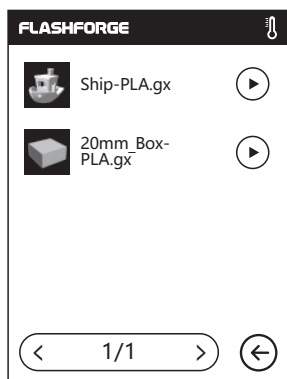 FLASHFORGE
Ship-PLA.gx
20mm_Box-
PLA.gx
1/1